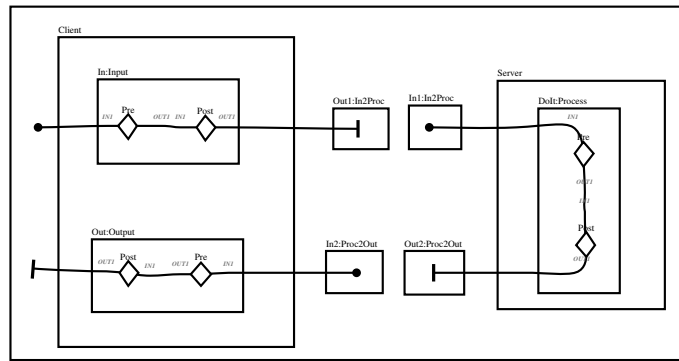 Client
In:Input
Pre
Post
IN1
OUT1 IN1
OUT1
Out1:In2Proc
In1:In2Proc
Server
DoIt:Process
IN1
Pre
OUT1
IN1
Post
OUT1
Out:Output
Post
Pre
OUT1
IN1
OUT1
IN1
In2:Proc2Out
Out2:Proc2Out